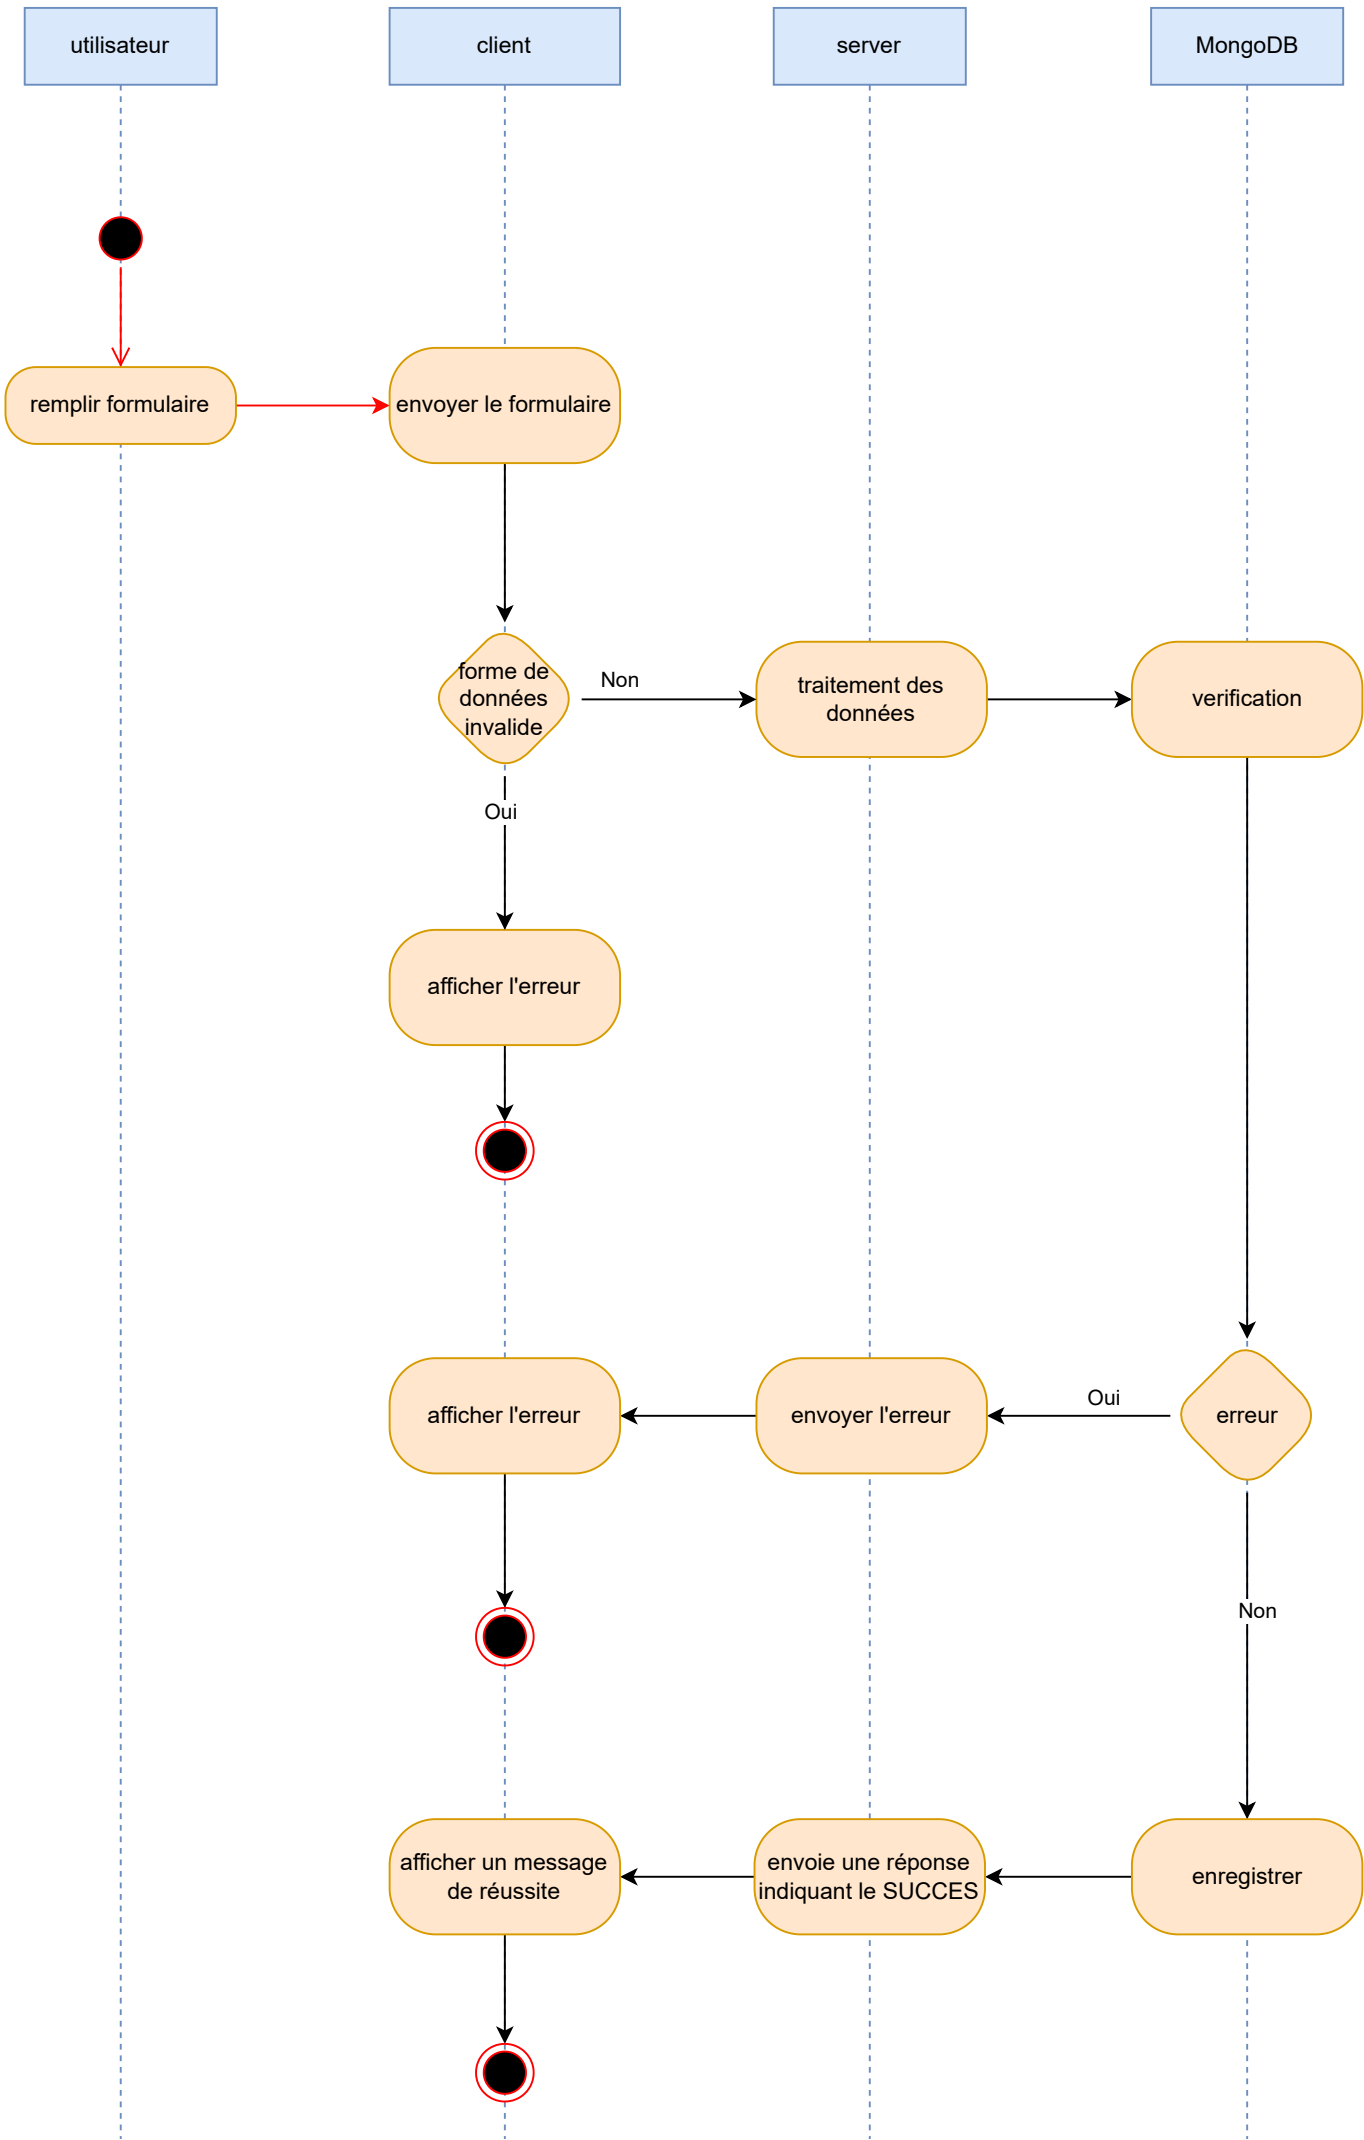 utilisateur
client
server
MongoDB
remplir formulaire
envoyer le formulaire
forme de
données
invalide
Non
traitement des
données
verification
Oui
afficher l'erreur
afficher l'erreur
envoyer l'erreur
Oui
erreur
Non
afficher un message
de réussite
envoie une réponse
indiquant le SUCCES
enregistrer